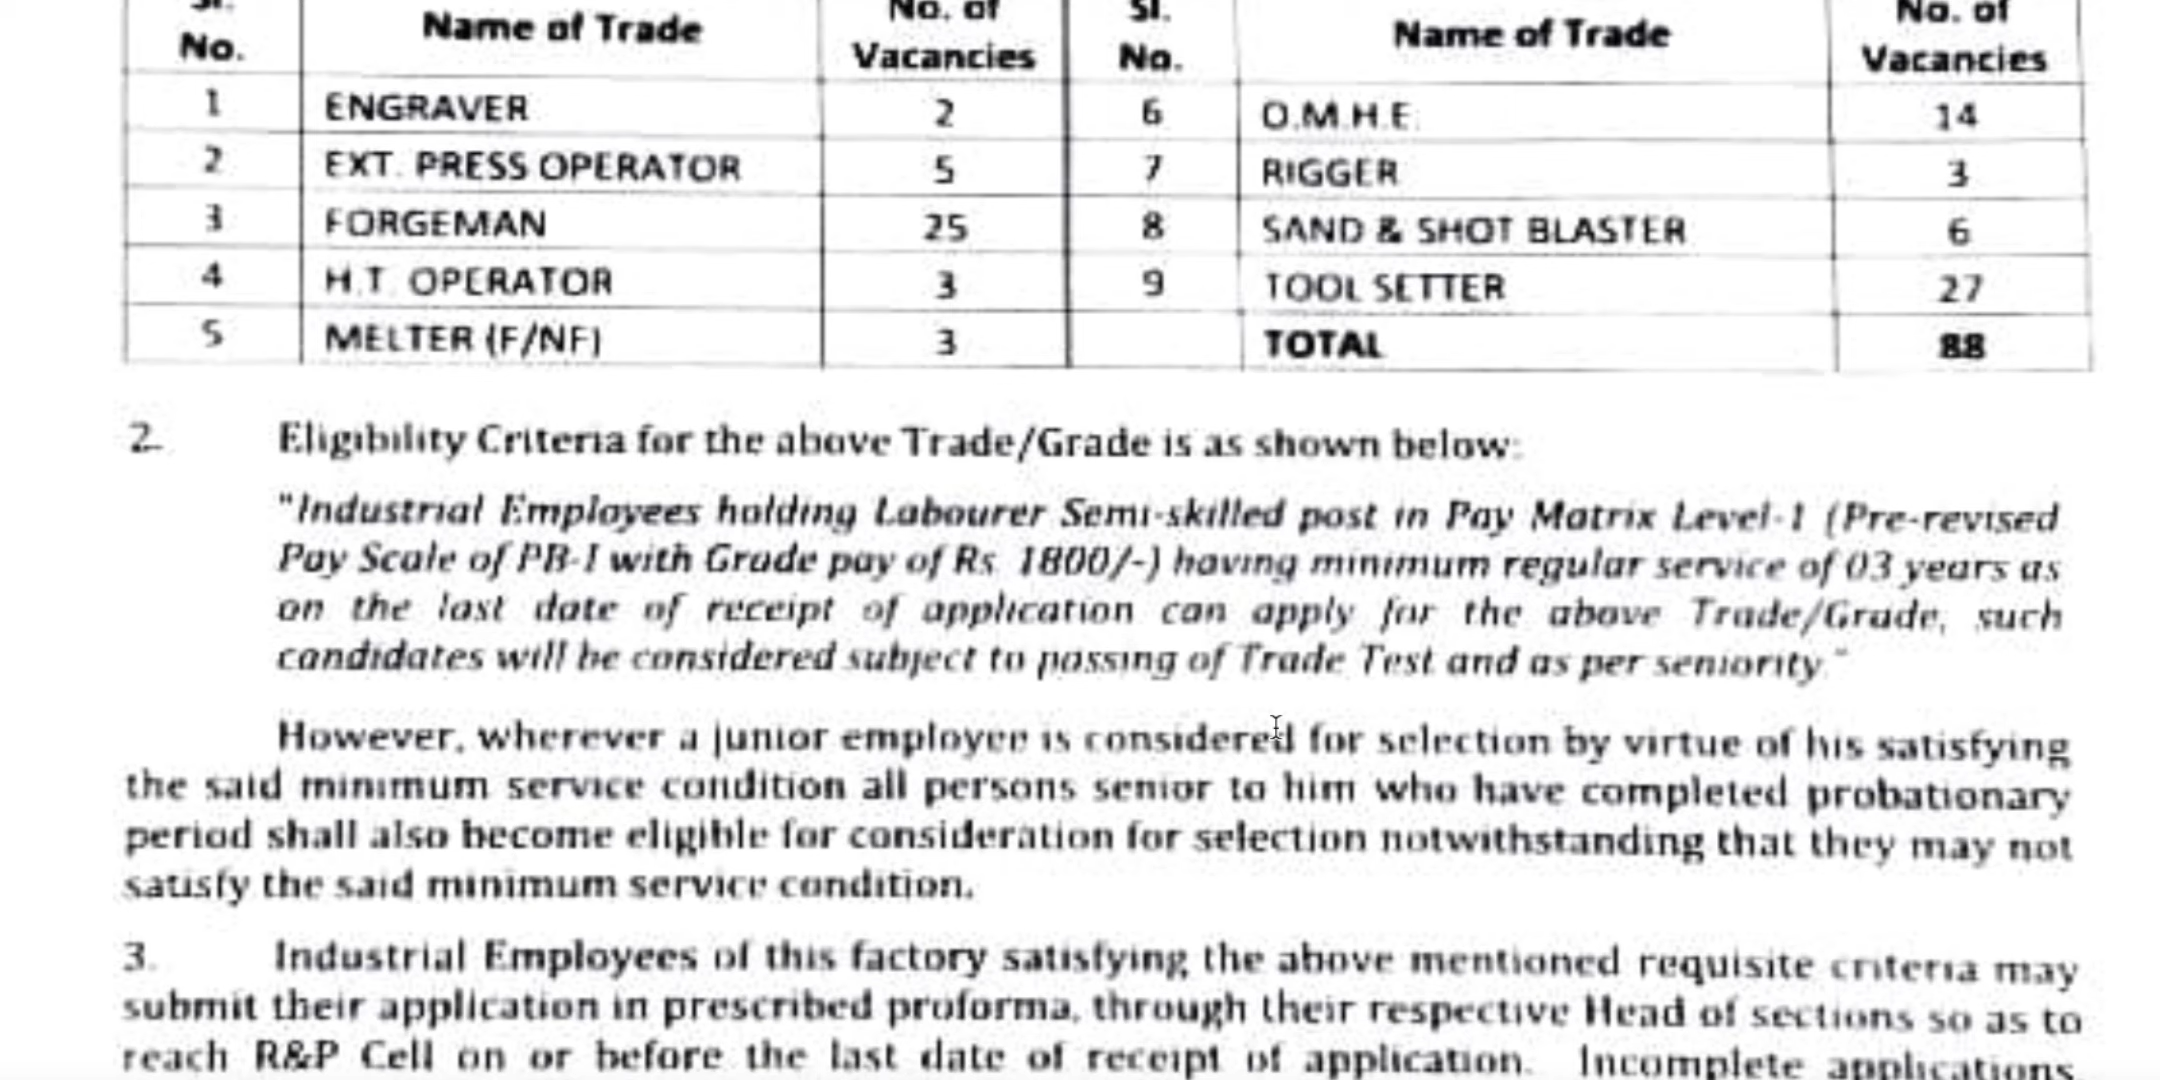 Sl. No. Name of Trade No. of Vacancies Sl. No. Name of Trade No. of Vacancies
1 ENGRAVER 2 6 O.M.H.E. 14
2 EXT. PRESS OPERATOR 5 7 RIGGER 3
3 FORGEMAN 25 8 SAND & SHOT BLASTER 6
4 H.T. OPERATOR 3 9 TOOL SETTER 27
5 MELTER (F/NF) 3 TOTAL 88
2. Eligibility Criteria for the above Trade/Grade is as shown below:
"Industrial Employees holding Labourer Semi-skilled post in Pay Matrix Level-1 (Pre-revised
Pay Scale of PB-I with Grade pay of Rs. 1800/-) having minimum regular service of 03 years as
on the last date of receipt of application can apply for the above Trade/Grade, such
candidates will be considered subject to passing of Trade Test and as per seniority."
However, wherever a junior employee is considered for selection by virtue of his satisfying
the said minimum service condition all persons senior to him who have completed probationary
period shall also become eligible for consideration for selection notwithstanding that they may not
satisfy the said minimum service condition.
3. Industrial Employees of this factory satisfying the above mentioned requisite criteria may
submit their application in prescribed proforma, through their respective Head of sections so as to
reach R&P Cell on or before the last date of receipt of application. Incomplete applications